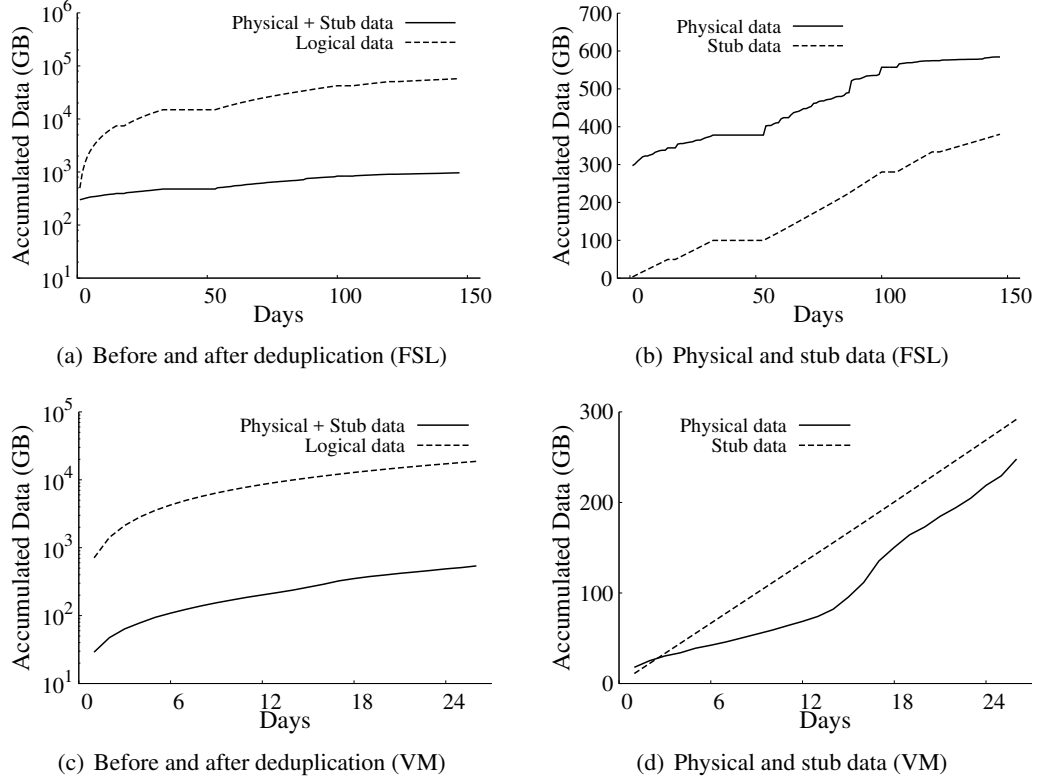 Accumulated Data (GB)
10^6
10^5
10^4
10^3
10^2
10^1
Physical + Stub data
Logical data
0 50 100 150
Days
(a) Before and after deduplication (FSL)
Accumulated Data (GB)
700
600
500
400
300
200
100
0
Physical data
Stub data
0 50 100 150
Days
(b) Physical and stub data (FSL)
Accumulated Data (GB)
10^5
10^4
10^3
10^2
10^1
Physical + Stub data
Logical data
0 6 12 18 24
Days
(c) Before and after deduplication (VM)
Accumulated Data (GB)
300
200
100
0
Physical data
Stub data
0 6 12 18 24
Days
(d) Physical and stub data (VM)